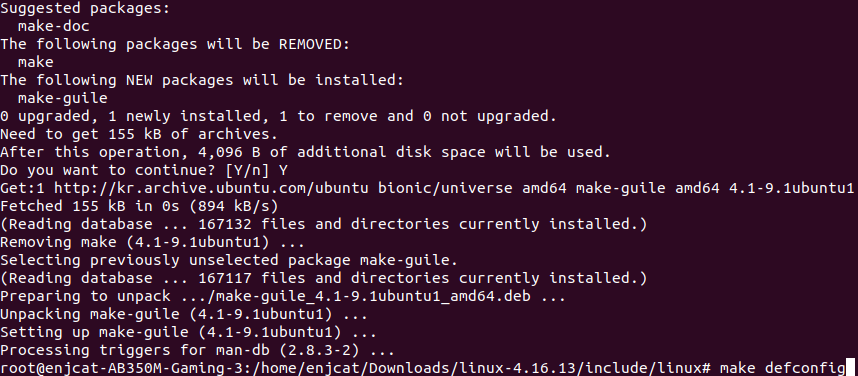 Suggested packages:
  make-doc
The following packages will be REMOVED:
  make
The following NEW packages will be installed:
  make-guile
0 upgraded, 1 newly installed, 1 to remove and 0 not upgraded.
Need to get 155 kB of archives.
After this operation, 4,096 B of additional disk space will be used.
Do you want to continue? [Y/n] Y
Get:1 http://kr.archive.ubuntu.com/ubuntu bionic/universe amd64 make-guile amd64 4.1-9.1ubuntu1
Fetched 155 kB in 0s (894 kB/s)
(Reading database ... 167132 files and directories currently installed.)
Removing make (4.1-9.1ubuntu1) ...
Selecting previously unselected package make-guile.
(Reading database ... 167117 files and directories currently installed.)
Preparing to unpack .../make-guile_4.1-9.1ubuntu1_amd64.deb ...
Unpacking make-guile (4.1-9.1ubuntu1) ...
Setting up make-guile (4.1-9.1ubuntu1) ...
Processing triggers for man-db (2.8.3-2) ...
root@enjcat-AB350M-Gaming-3:/home/enjcat/Downloads/linux-4.16.13/include/linux# make defconfig